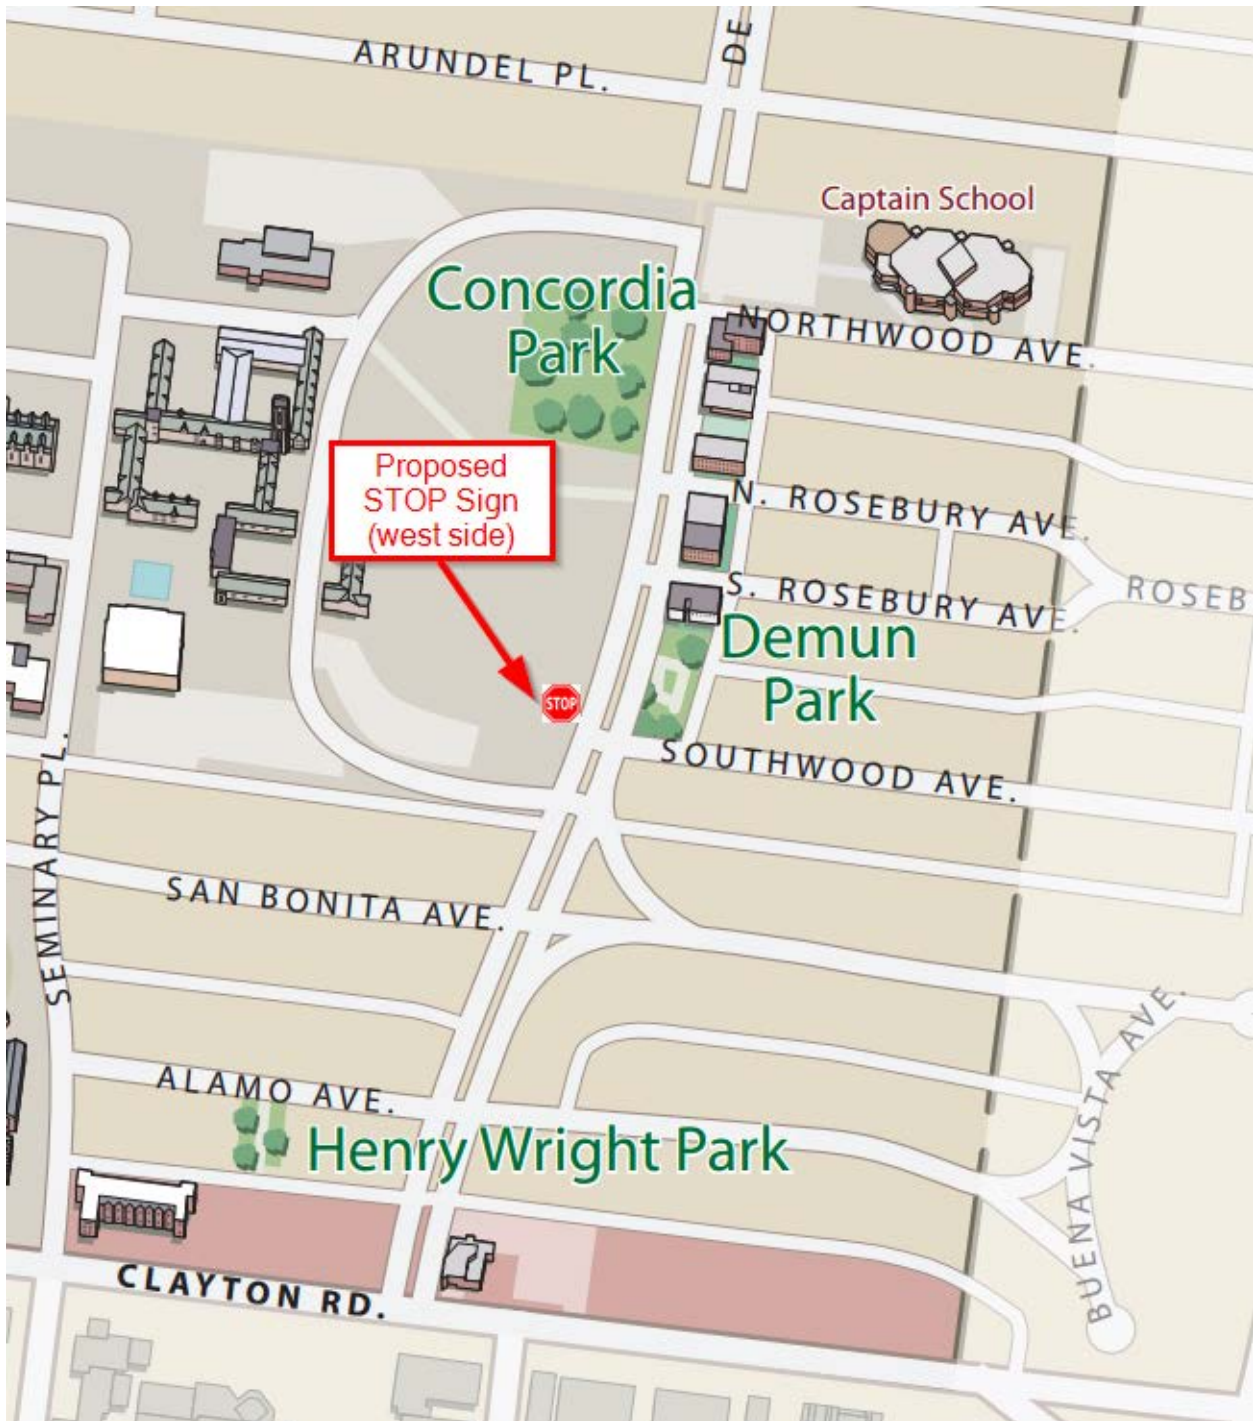 ARUNDEL PL.
DE
Captain School
Concordia
Park
NORTHWOOD AVE.
Proposed
STOP Sign
(west side)
N. ROSEBURY AVE.
S. ROSEBURY AVE.
ROSEB
Demun
Park
STOP
SOUTHWOOD AVE.
SEMINARY PL.
SAN BONITA AVE.
BUENA VISTA AVE.
ALAMO AVE.
Henry Wright Park
CLAYTON RD.